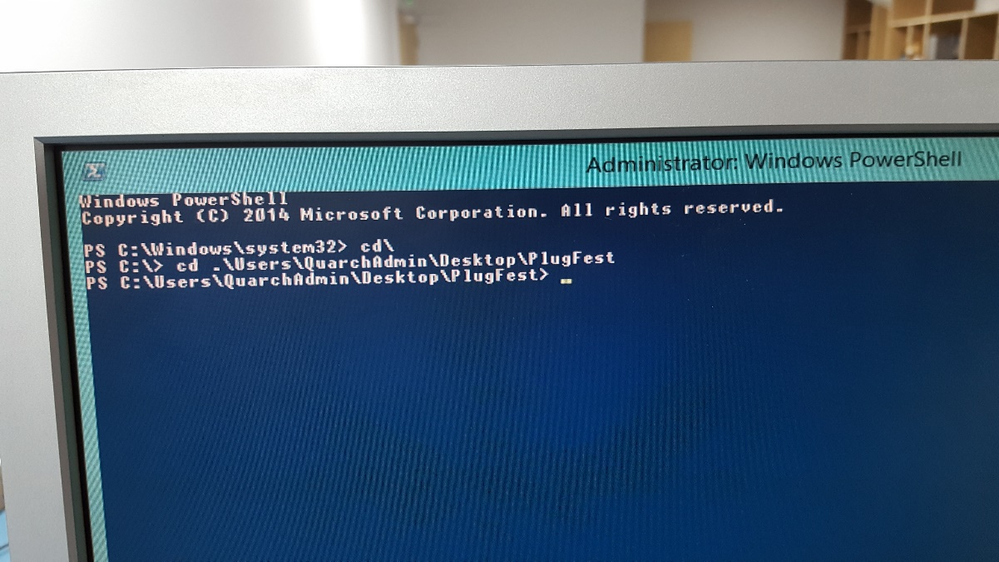 Administrator: Windows PowerShell
Windows PowerShell
Copyright (C) 2014 Microsoft Corporation. All rights reserved.
PS C:\Windows\system32> cd\
PS C:\> cd .\Users\QuarchAdmin\Desktop\PlugFest
PS C:\Users\QuarchAdmin\Desktop\PlugFest> _